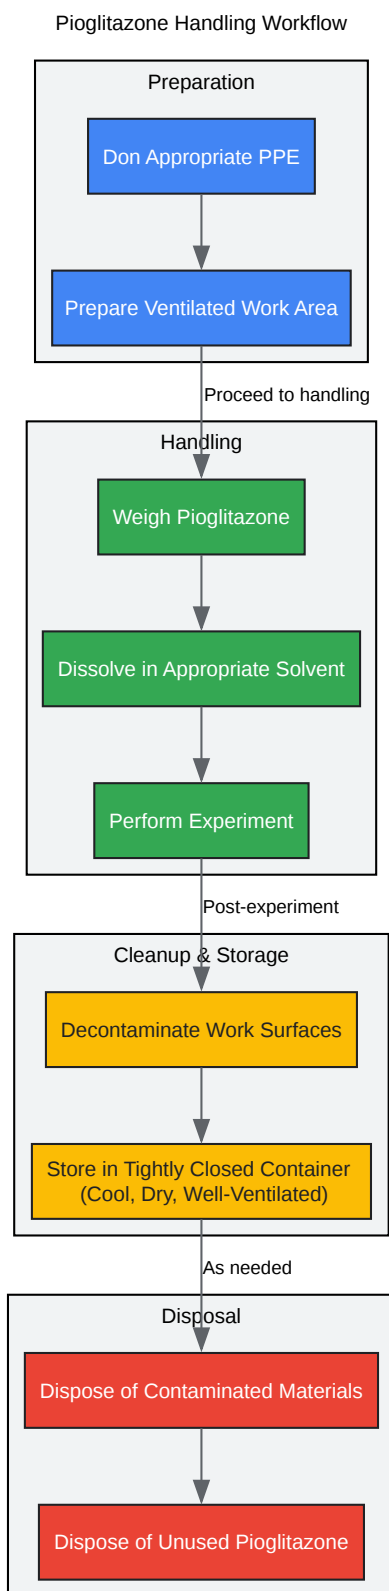 Pioglitazone Handling Workflow
Preparation
Don Appropriate PPE
Prepare Ventilated Work Area
Proceed to handling
Handling
Weigh Pioglitazone
Dissolve in Appropriate Solvent
Perform Experiment
Post-experiment
Cleanup & Storage
Decontaminate Work Surfaces
Store in Tightly Closed Container
(Cool, Dry, Well-Ventilated)
As needed
Disposal
Dispose of Contaminated Materials
Dispose of Unused Pioglitazone